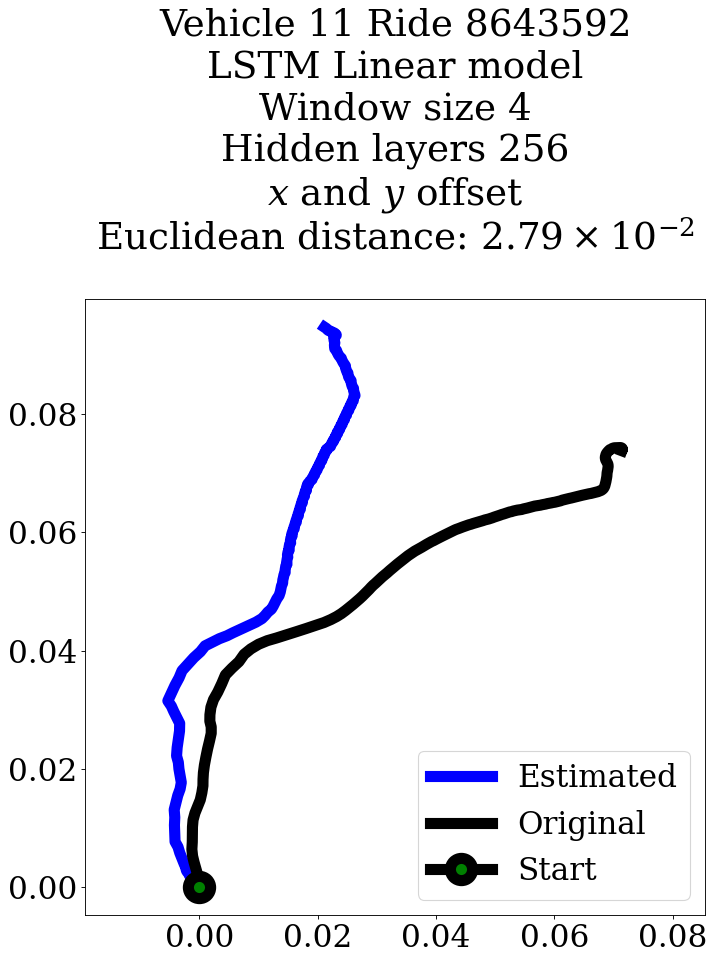 Vehicle 11 Ride 8643592
LSTM Linear model
Window size 4
Hidden layers 256
x and y offset
Euclidean distance: 2.79 × 10⁻²
0.08
0.06
0.04
0.02
0.00
Estimated
Original
Start
0.00 0.02 0.04 0.06 0.08